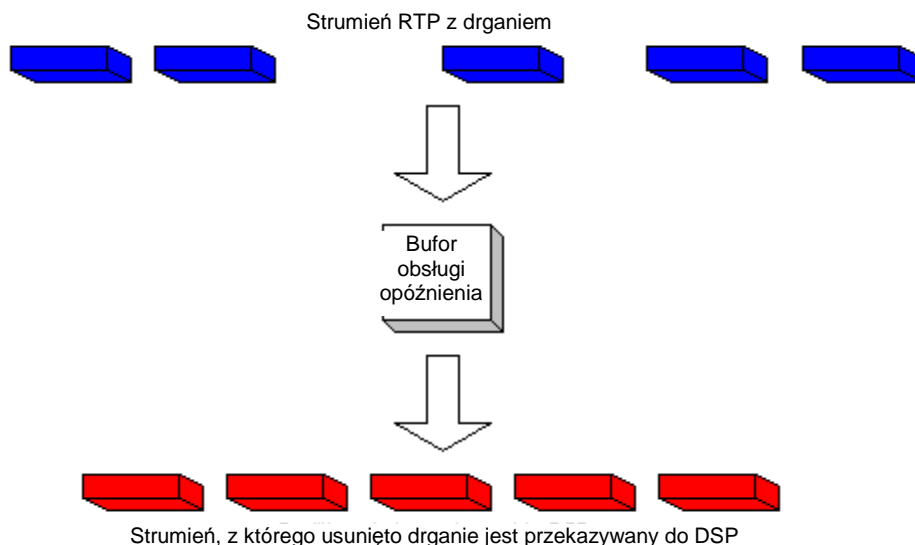 Strumień RTP z drganiem
Bufor
obsługi
opóźnienia
Strumień, z którego usunięto drganie jest przekazywany do DSP